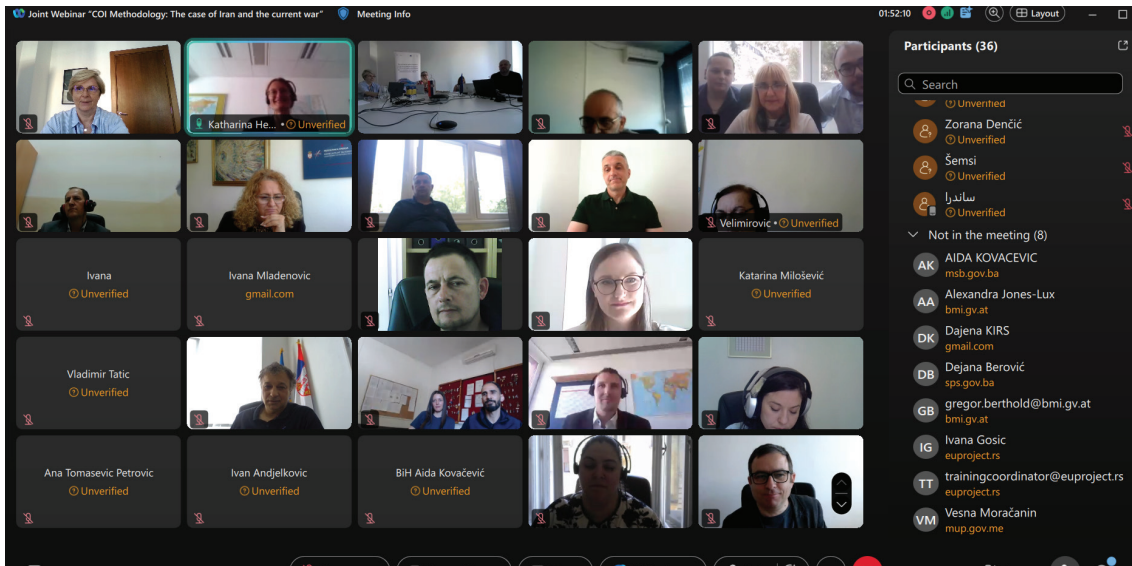 Joint Webinar "COI Methodology: The case of Iran and the current war"
Meeting Info
01:52:10
Layout
Katharina He... • Unverified
Velimirovic • Unverified
Ivana
Unverified
Ivana Mladenovic
gmail.com
Katarina Milošević
Unverified
Vladimir Tatic
Unverified
Ana Tomasevic Petrovic
Unverified
Ivan Andjelkovic
Unverified
BiH Aida Kovačević
Unverified
Participants (36)
Search
Unverified
Zorana Denčić
Unverified
Šemsi
Unverified
ساندرا
Unverified
Not in the meeting (8)
AK
AIDA KOVACEVIC
msb.gov.ba
AA
Alexandra Jones-Lux
bmi.gv.at
DK
Dajena KIRS
gmail.com
DB
Dejana Berović
sps.gov.ba
GB
gregor.berthold@bmi.gv.at
bmi.gv.at
IG
Ivana Gosic
euproject.rs
TT
trainingcoordinator@euproject.rs
euproject.rs
VM
Vesna Moračanin
mup.gov.me